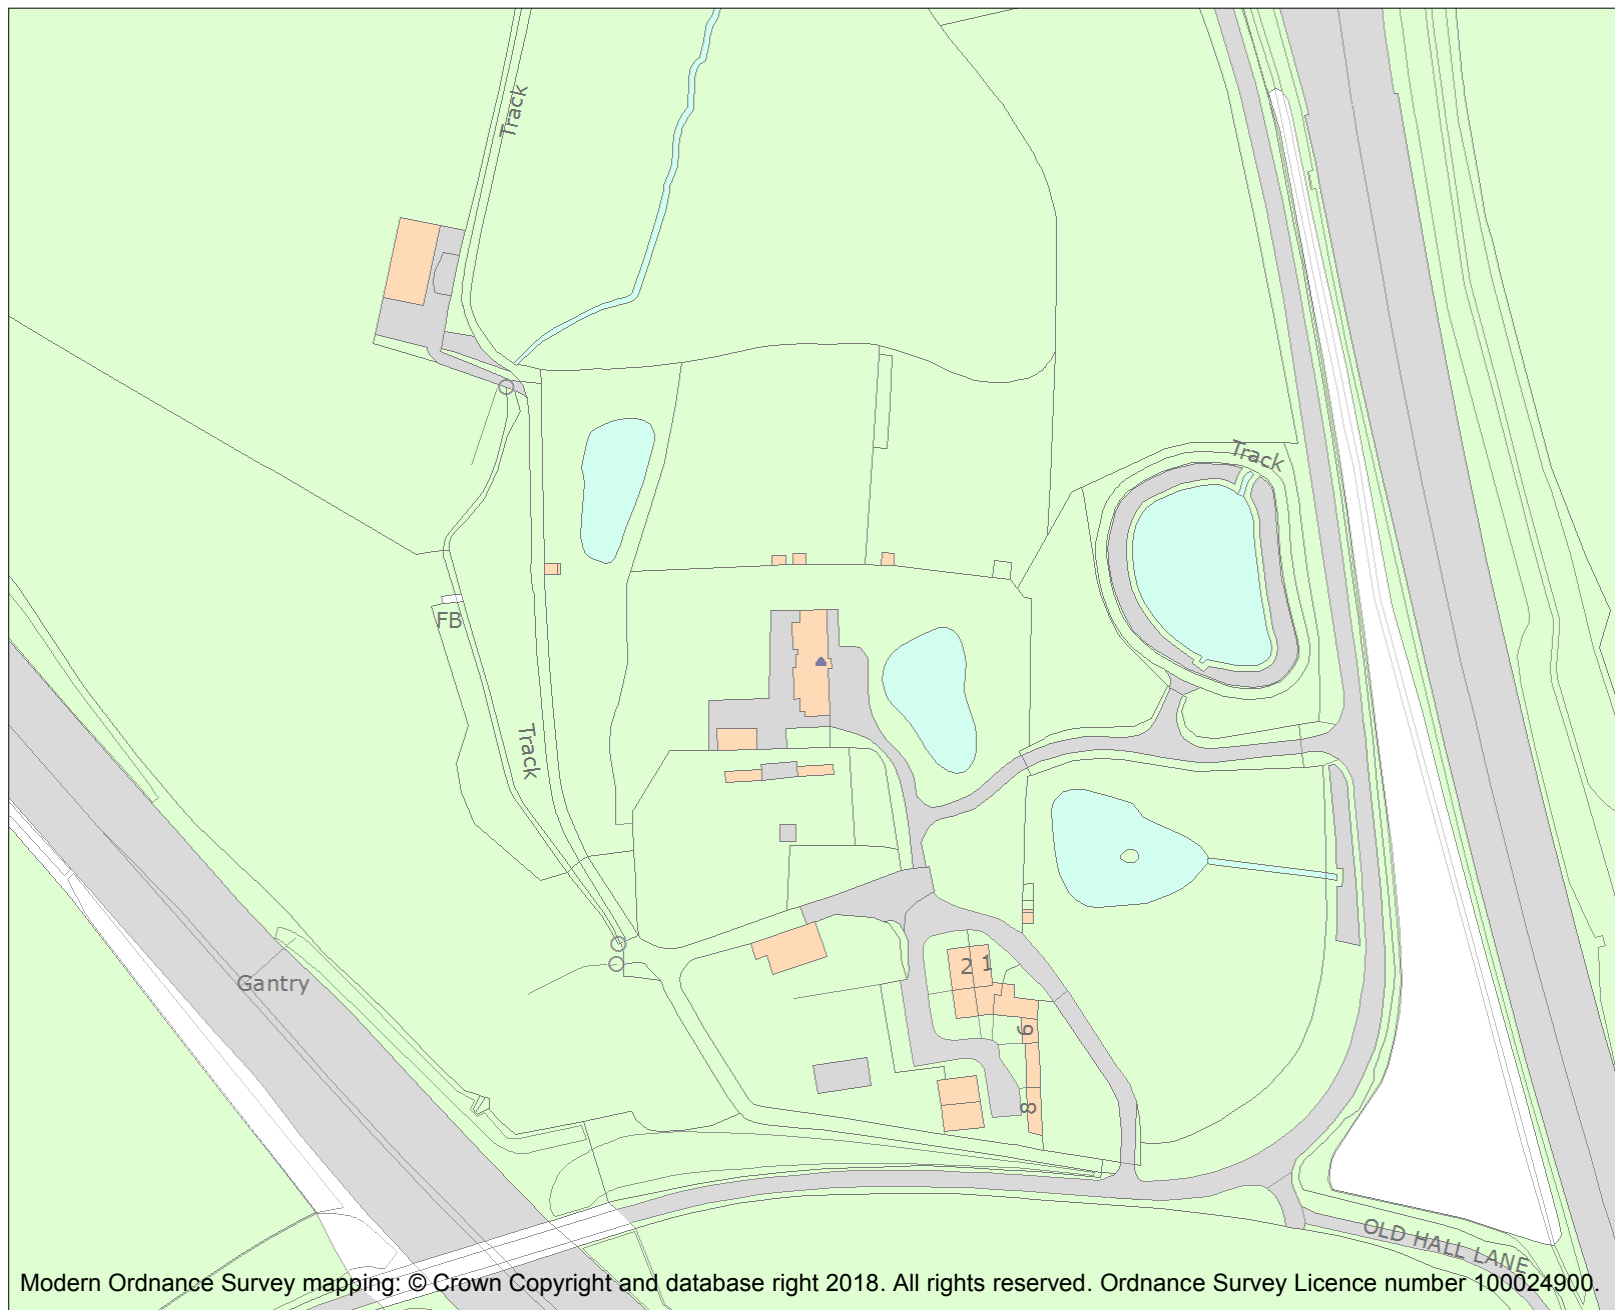 Track
Track
FB
Track
Gantry
2 1
6
8
OLD HALL LANE
Modern Ordnance Survey mapping: © Crown Copyright and database right 2018. All rights reserved. Ordnance Survey Licence number 100024900.